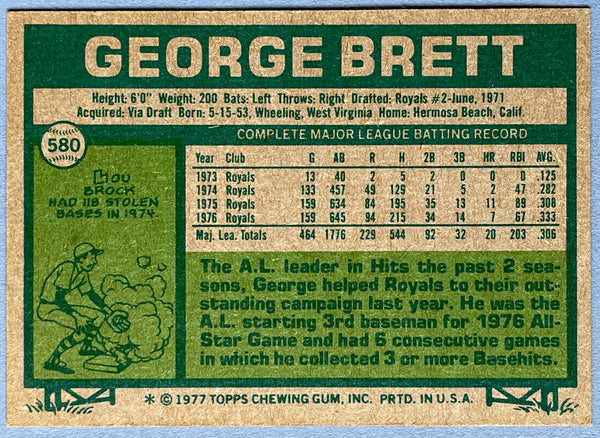 GEORGE BRETT
Height: 6'0" Weight: 200 Bats: Left Throws: Right Drafted: Royals #2-June, 1971
Acquired: Via Draft Born: 5-15-53, Wheeling, West Virginia Home: Hermosa Beach, Calif.
580
COMPLETE MAJOR LEAGUE BATTING RECORD
Year Club G AB R H 2B 3B HR RBI AVG.
1973 Royals 13 40 2 5 2 0 0 0 .125
1974 Royals 133 457 49 129 21 5 2 47 .282
1975 Royals 159 634 84 195 35 13 11 89 .308
1976 Royals 159 645 94 215 34 14 7 67 .333
Maj. Lea. Totals 464 1776 229 544 92 32 20 203 .306
LOU
BROCK
HAD 118 STOLEN
BASES IN 1974.
The A.L. leader in Hits the past 2 sea-
sons, George helped Royals to their out-
standing campaign last year. He was the
A.L. starting 3rd baseman for 1976 All-
Star Game and had 6 consecutive games
in which he collected 3 or more Basehits.
* © 1977 TOPPS CHEWING GUM, INC. PRTD. IN U.S.A.